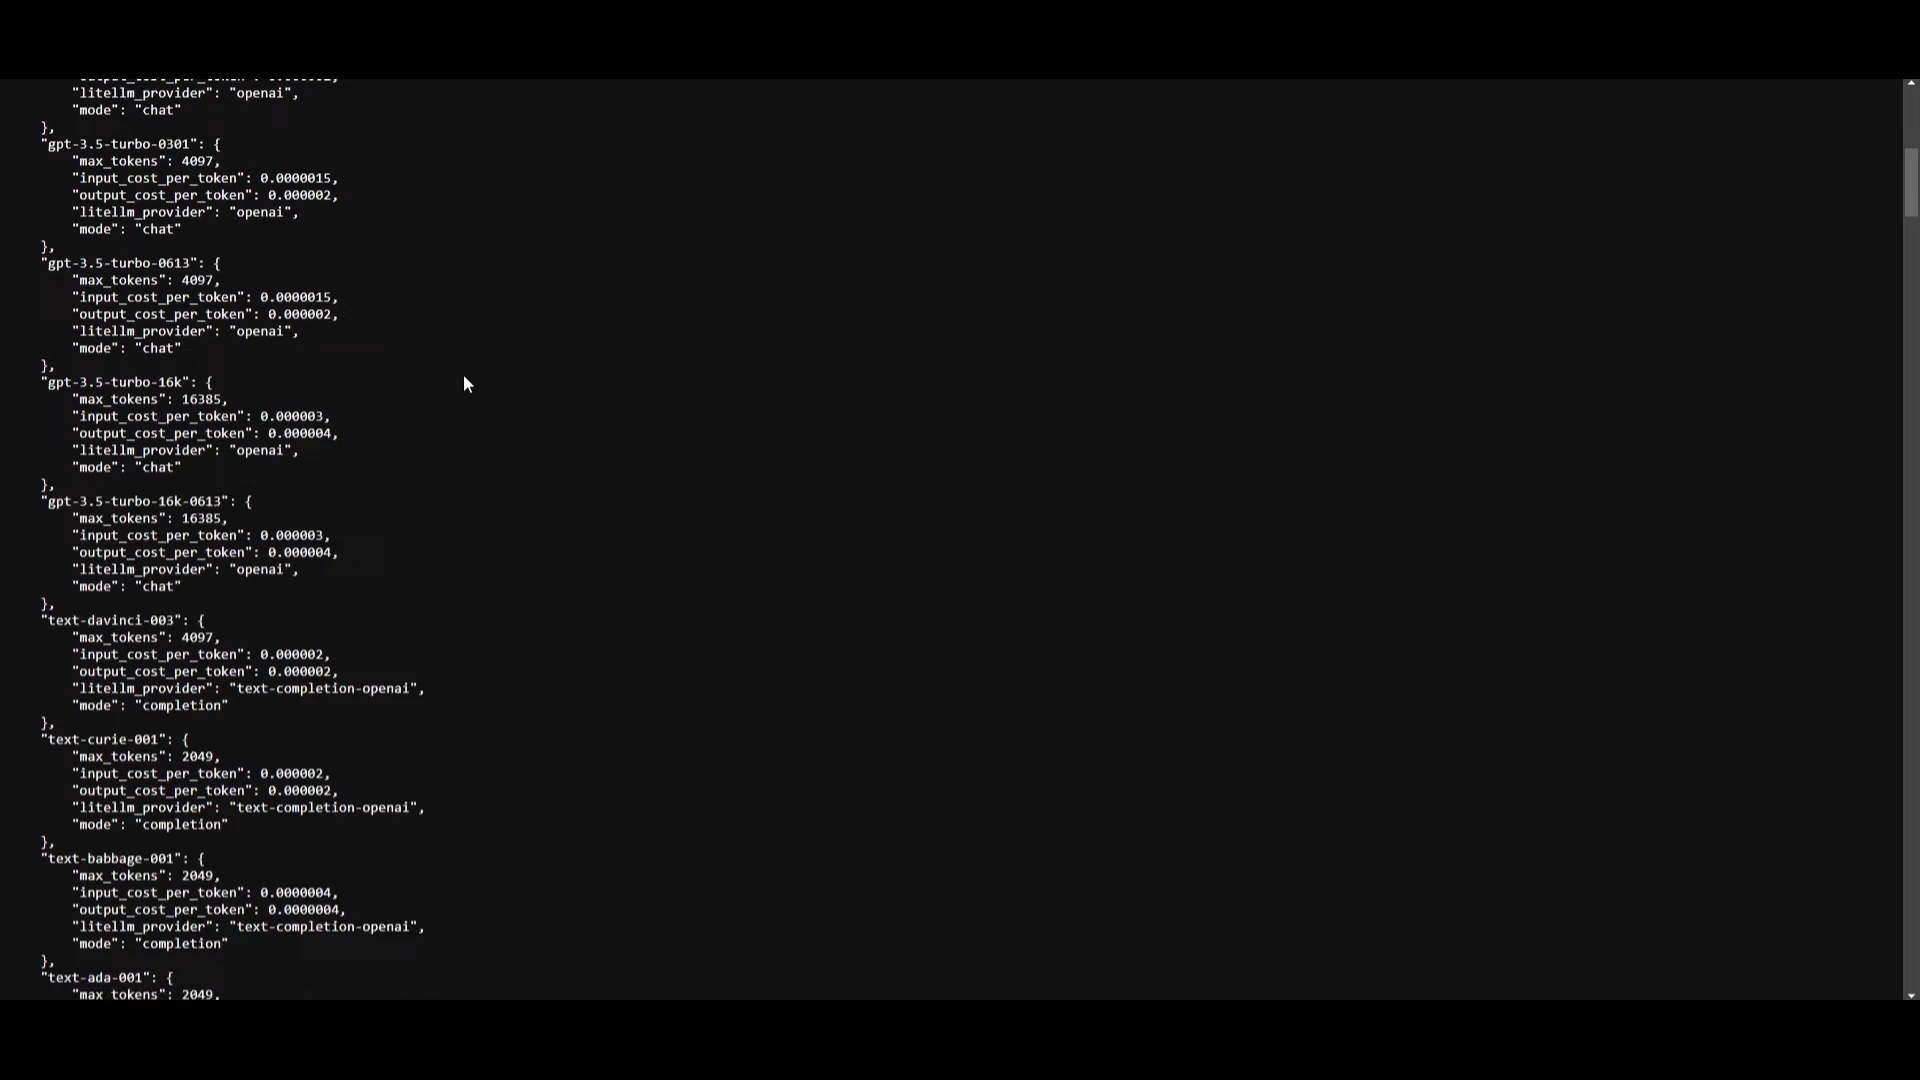 "litellm_provider": "openai",
"mode": "chat"
},
"gpt-3.5-turbo-0301": {
"max_tokens": 4097,
"input_cost_per_token": 0.0000015,
"output_cost_per_token": 0.000002,
"litellm_provider": "openai",
"mode": "chat"
},
"gpt-3.5-turbo-0613": {
"max_tokens": 4097,
"input_cost_per_token": 0.0000015,
"output_cost_per_token": 0.000002,
"litellm_provider": "openai",
"mode": "chat"
},
"gpt-3.5-turbo-16k": {
"max_tokens": 16385,
"input_cost_per_token": 0.000003,
"output_cost_per_token": 0.000004,
"litellm_provider": "openai",
"mode": "chat"
},
"gpt-3.5-turbo-16k-0613": {
"max_tokens": 16385,
"input_cost_per_token": 0.000003,
"output_cost_per_token": 0.000004,
"litellm_provider": "openai",
"mode": "chat"
},
"text-davinci-003": {
"max_tokens": 4097,
"input_cost_per_token": 0.000002,
"output_cost_per_token": 0.000002,
"litellm_provider": "text-completion-openai",
"mode": "completion"
},
"text-curie-001": {
"max_tokens": 2049,
"input_cost_per_token": 0.000002,
"output_cost_per_token": 0.000002,
"litellm_provider": "text-completion-openai",
"mode": "completion"
},
"text-babbage-001": {
"max_tokens": 2049,
"input_cost_per_token": 0.0000004,
"output_cost_per_token": 0.0000004,
"litellm_provider": "text-completion-openai",
"mode": "completion"
},
"text-ada-001": {
"max_tokens": 2049,